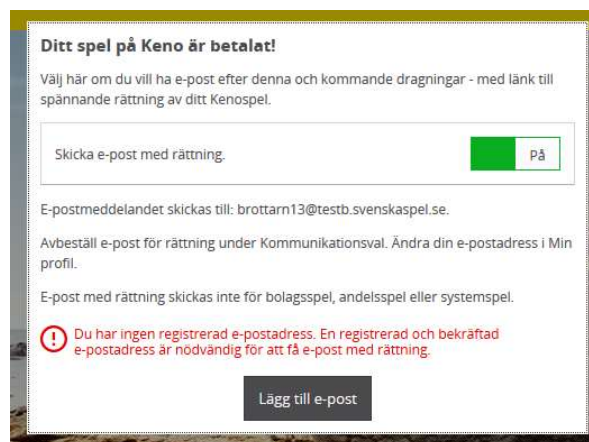 Ditt spel på Keno är betalat!
Välj här om du vill ha e-post efter denna och kommande dragningar - med länk till
spännande rättning av ditt Kenospel.
Skicka e-post med rättning.
På
E-postmeddelandet skickas till: brottarn13@testb.svenskaspel.se.
Avbeställ e-post för rättning under Kommunikationsval. Ändra din e-postadress i Min
profil.
E-post med rättning skickas inte för bolagsspel, andelsspel eller systemspel.
Du har ingen registrerad e-postadress. En registrerad och bekräftad
e-postadress är nödvändig för att få e-post med rättning.
Lägg till e-post